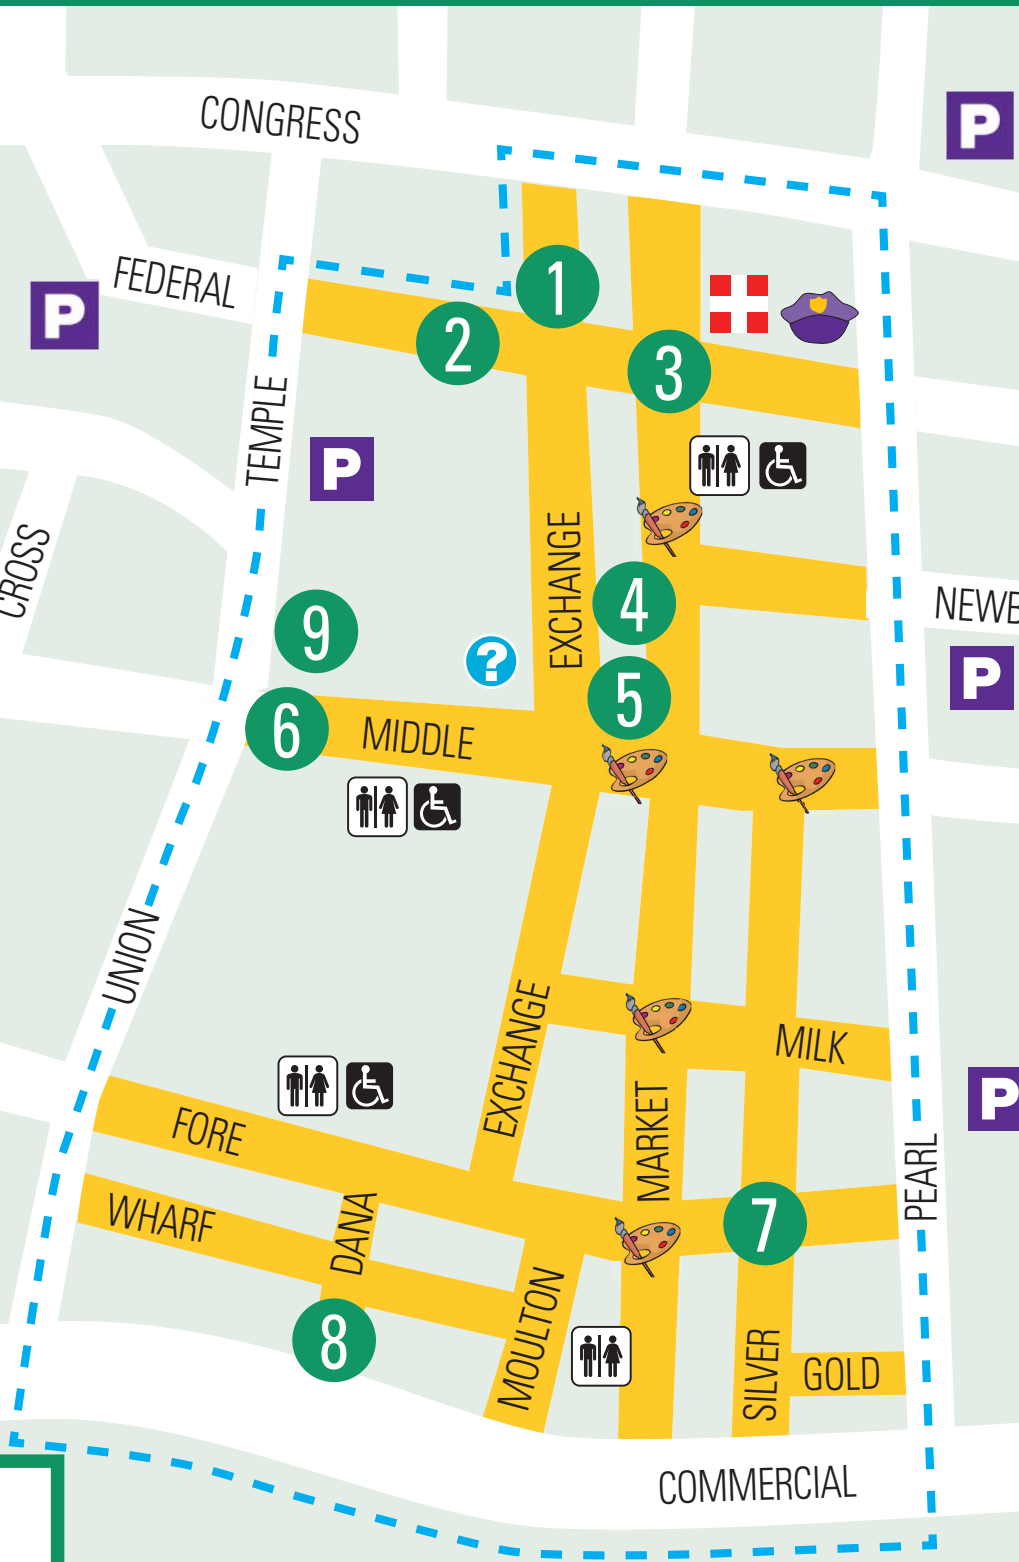 CONGRESS
P
FEDERAL
1
P
2
3
TEMPLE
P
EXCHANGE
CROSS
4
9
NEWB
?
P
5
6
MIDDLE
UNION
EXCHANGE
MILK
P
FORE
MARKET
PEARL
WHARF
DANA
7
8
MOULTON
SILVER
GOLD
COMMERCIAL